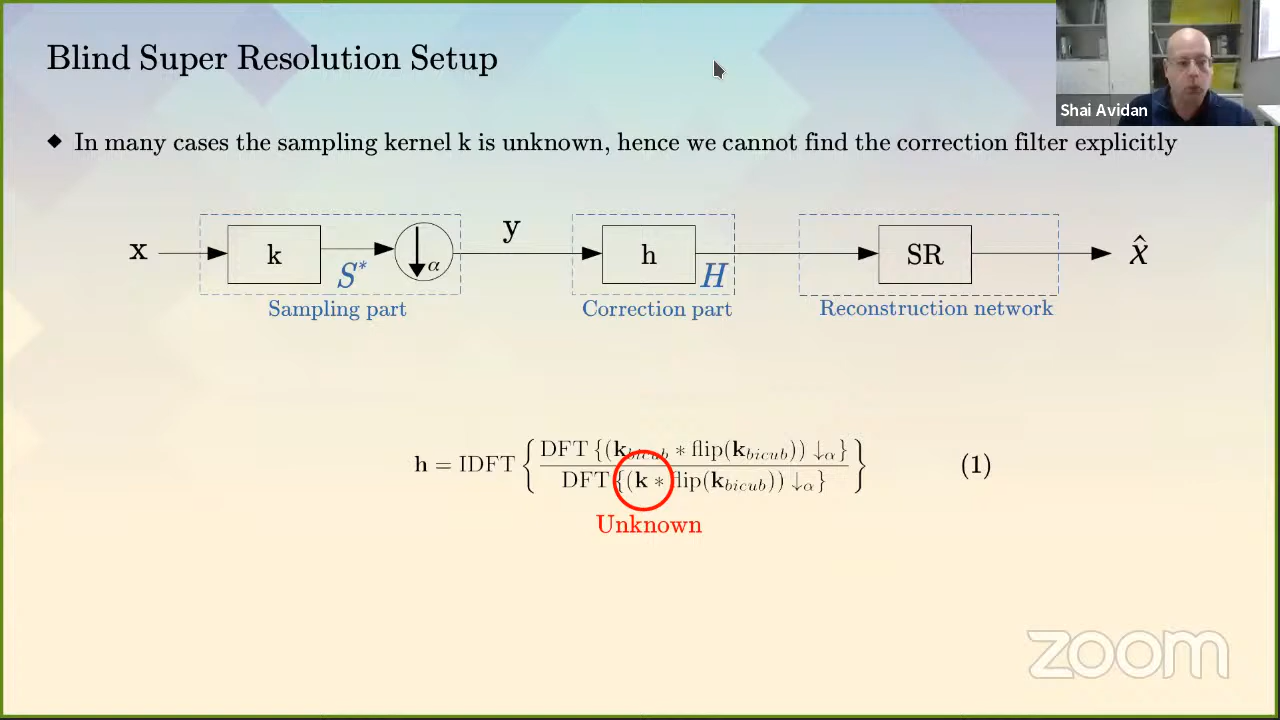 Blind Super Resolution Setup
Shai Avidan
◆ In many cases the sampling kernel k is unknown, hence we cannot find the correction filter explicitly
x k S* ↓α y h H SR x̂
Sampling part Correction part Reconstruction network
h = IDFT { DFT {(k_bicub * flip(k_bicub)) ↓α} / DFT {(k * flip(k_bicub)) ↓α} } (1)
Unknown
zoom